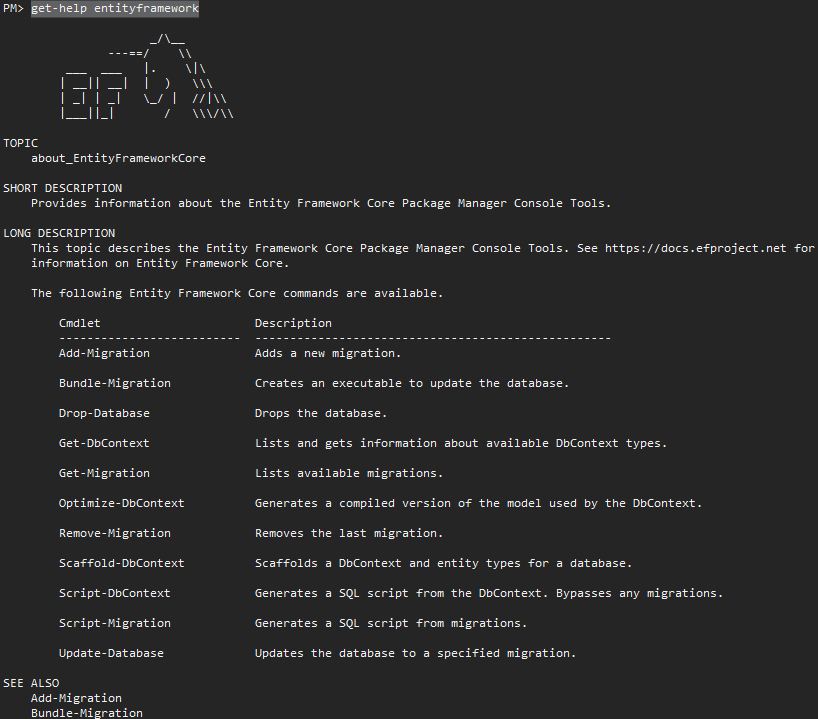 PM> get-help entityframework
                     _/\__
               ---==/    \\
         ___  ___   |.    \|\
        | __|| __|  |  )   \\\
        | _| | _|   \_/ |  //|\\
        |___||_|       /   \\\/\\
TOPIC
    about_EntityFrameworkCore
SHORT DESCRIPTION
    Provides information about the Entity Framework Core Package Manager Console Tools.
LONG DESCRIPTION
    This topic describes the Entity Framework Core Package Manager Console Tools. See https://docs.efproject.net for
    information on Entity Framework Core.
    The following Entity Framework Core commands are available.
        Cmdlet                      Description
        --------------------------  ---------------------------------------------------
        Add-Migration               Adds a new migration.
        Bundle-Migration            Creates an executable to update the database.
        Drop-Database               Drops the database.
        Get-DbContext               Lists and gets information about available DbContext types.
        Get-Migration               Lists available migrations.
        Optimize-DbContext          Generates a compiled version of the model used by the DbContext.
        Remove-Migration            Removes the last migration.
        Scaffold-DbContext          Scaffolds a DbContext and entity types for a database.
        Script-DbContext            Generates a SQL script from the DbContext. Bypasses any migrations.
        Script-Migration            Generates a SQL script from migrations.
        Update-Database             Updates the database to a specified migration.
SEE ALSO
    Add-Migration
    Bundle-Migration